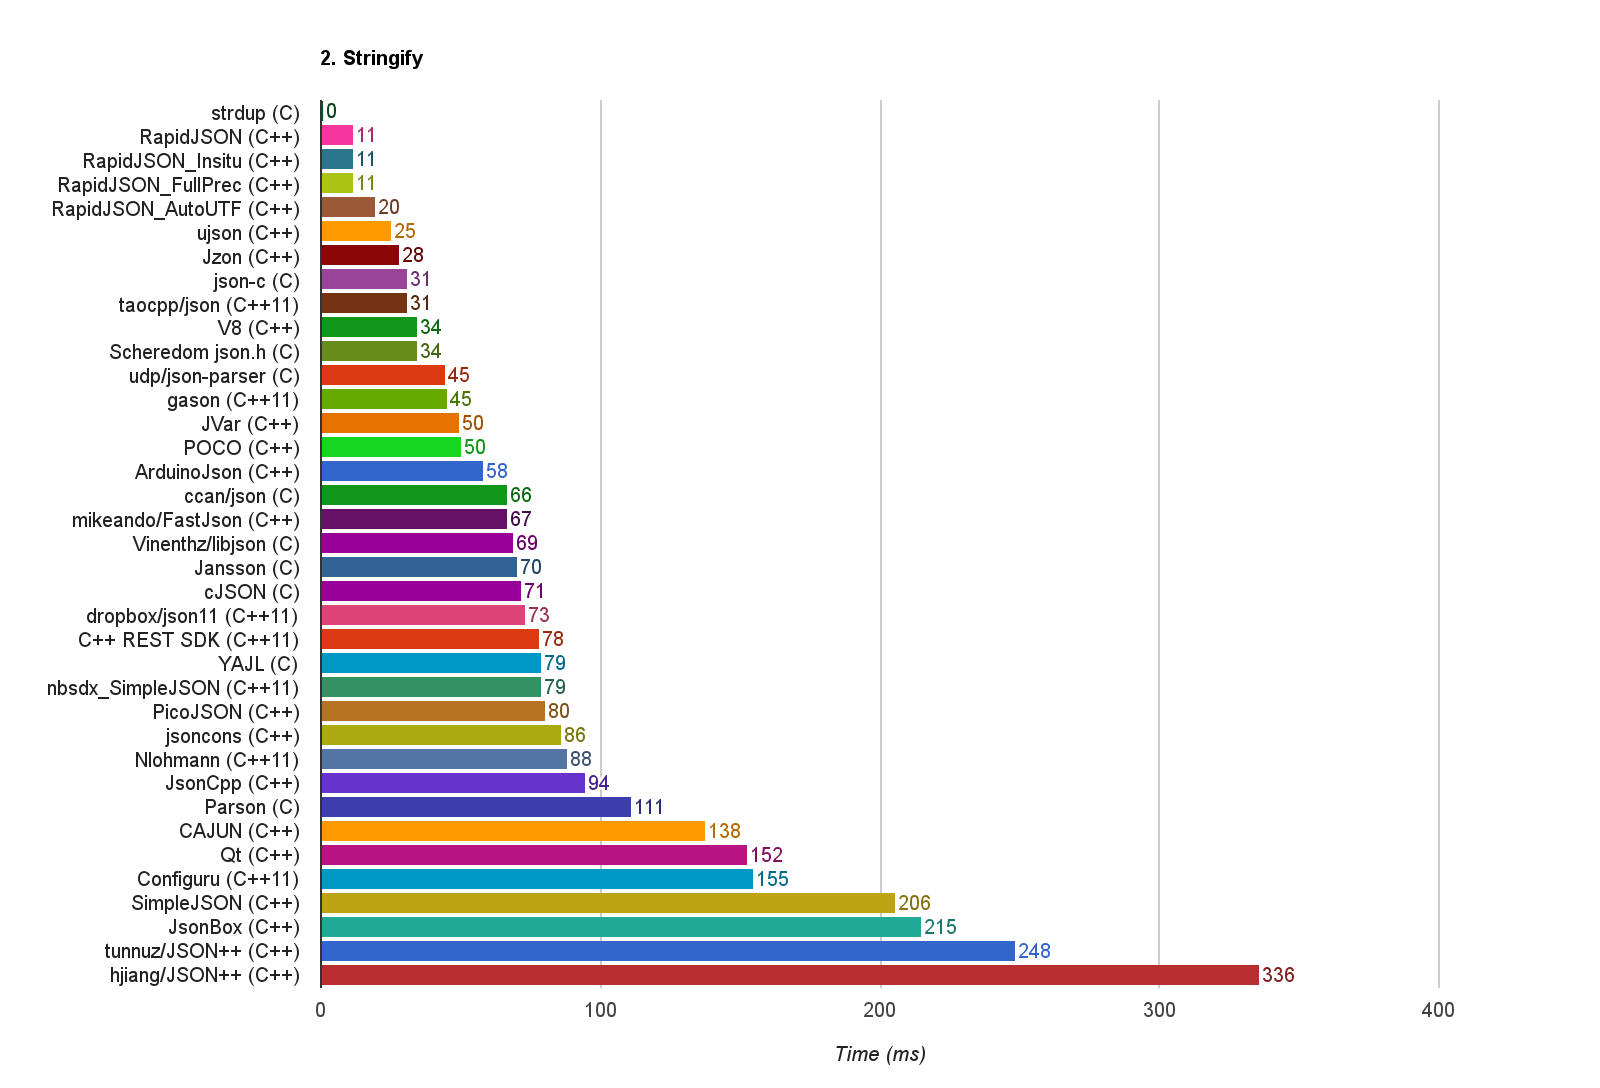 2. Stringify
strdup (C) 0
RapidJSON (C++) 11
RapidJSON_Insitu (C++) 11
RapidJSON_FullPrec (C++) 11
RapidJSON_AutoUTF (C++) 20
ujson (C++) 25
Jzon (C++) 28
json-c (C) 31
taocpp/json (C++11) 31
V8 (C++) 34
Scheredom json.h (C) 34
udp/json-parser (C) 45
gason (C++11) 45
JVar (C++) 50
POCO (C++) 50
ArduinoJson (C++) 58
ccan/json (C) 66
mikeando/FastJson (C++) 67
Vinenthz/libjson (C) 69
Jansson (C) 70
cJSON (C) 71
dropbox/json11 (C++11) 73
C++ REST SDK (C++11) 78
YAJL (C) 79
nbsdx_SimpleJSON (C++11) 79
PicoJSON (C++) 80
jsoncons (C++) 86
Nlohmann (C++11) 88
JsonCpp (C++) 94
Parson (C) 111
CAJUN (C++) 138
Qt (C++) 152
Configuru (C++11) 155
SimpleJSON (C++) 206
JsonBox (C++) 215
tunnuz/JSON++ (C++) 248
hjiang/JSON++ (C++) 336
0 100 200 300 400
Time (ms)